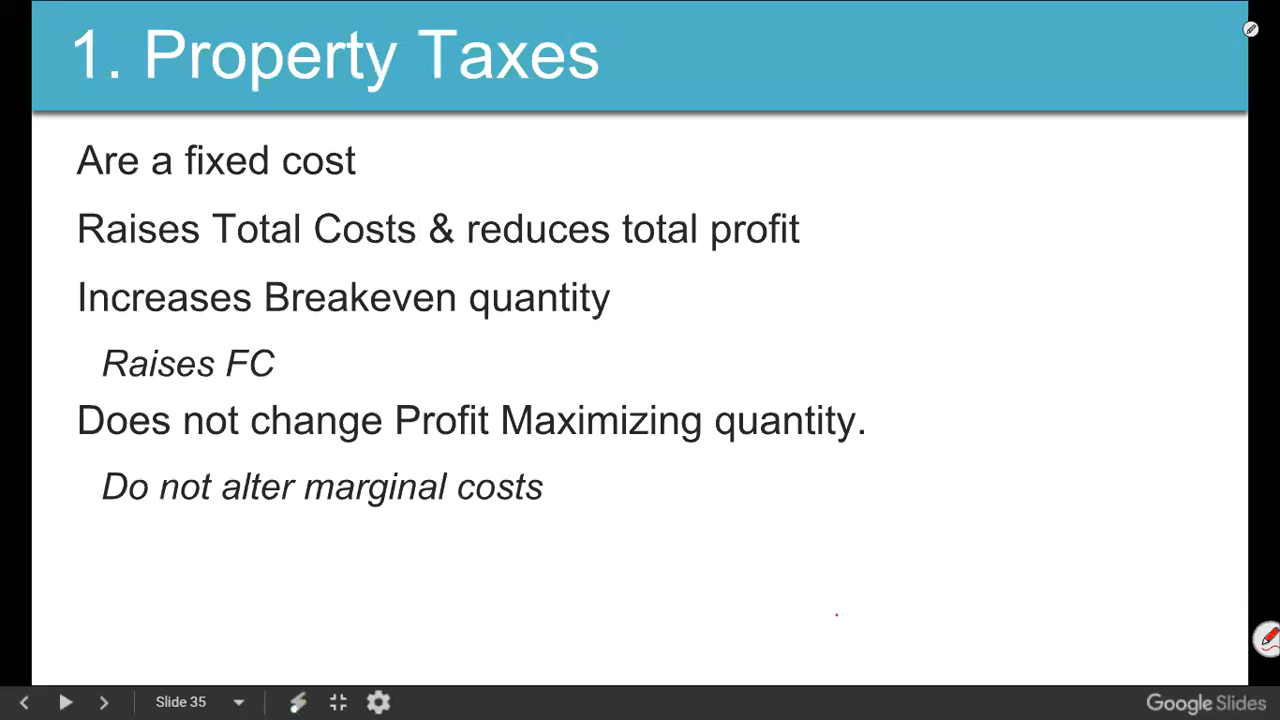 1. Property Taxes
Are a fixed cost
Raises Total Costs & reduces total profit
Increases Breakeven quantity
Raises FC
Does not change Profit Maximizing quantity.
Do not alter marginal costs
Slide 35
Google Slides